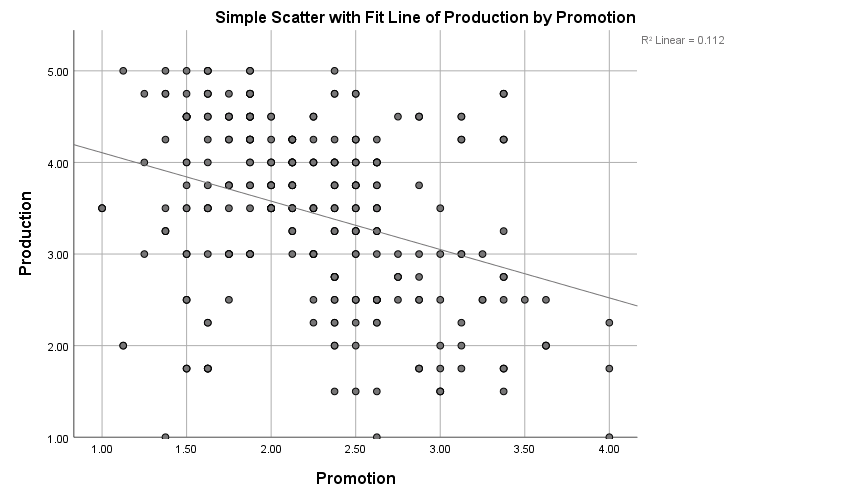 Simple Scatter with Fit Line of Production by Promotion
R² Linear = 0.112
5.00
4.00
3.00
2.00
1.00
Production
1.00 1.50 2.00 2.50 3.00 3.50 4.00
Promotion